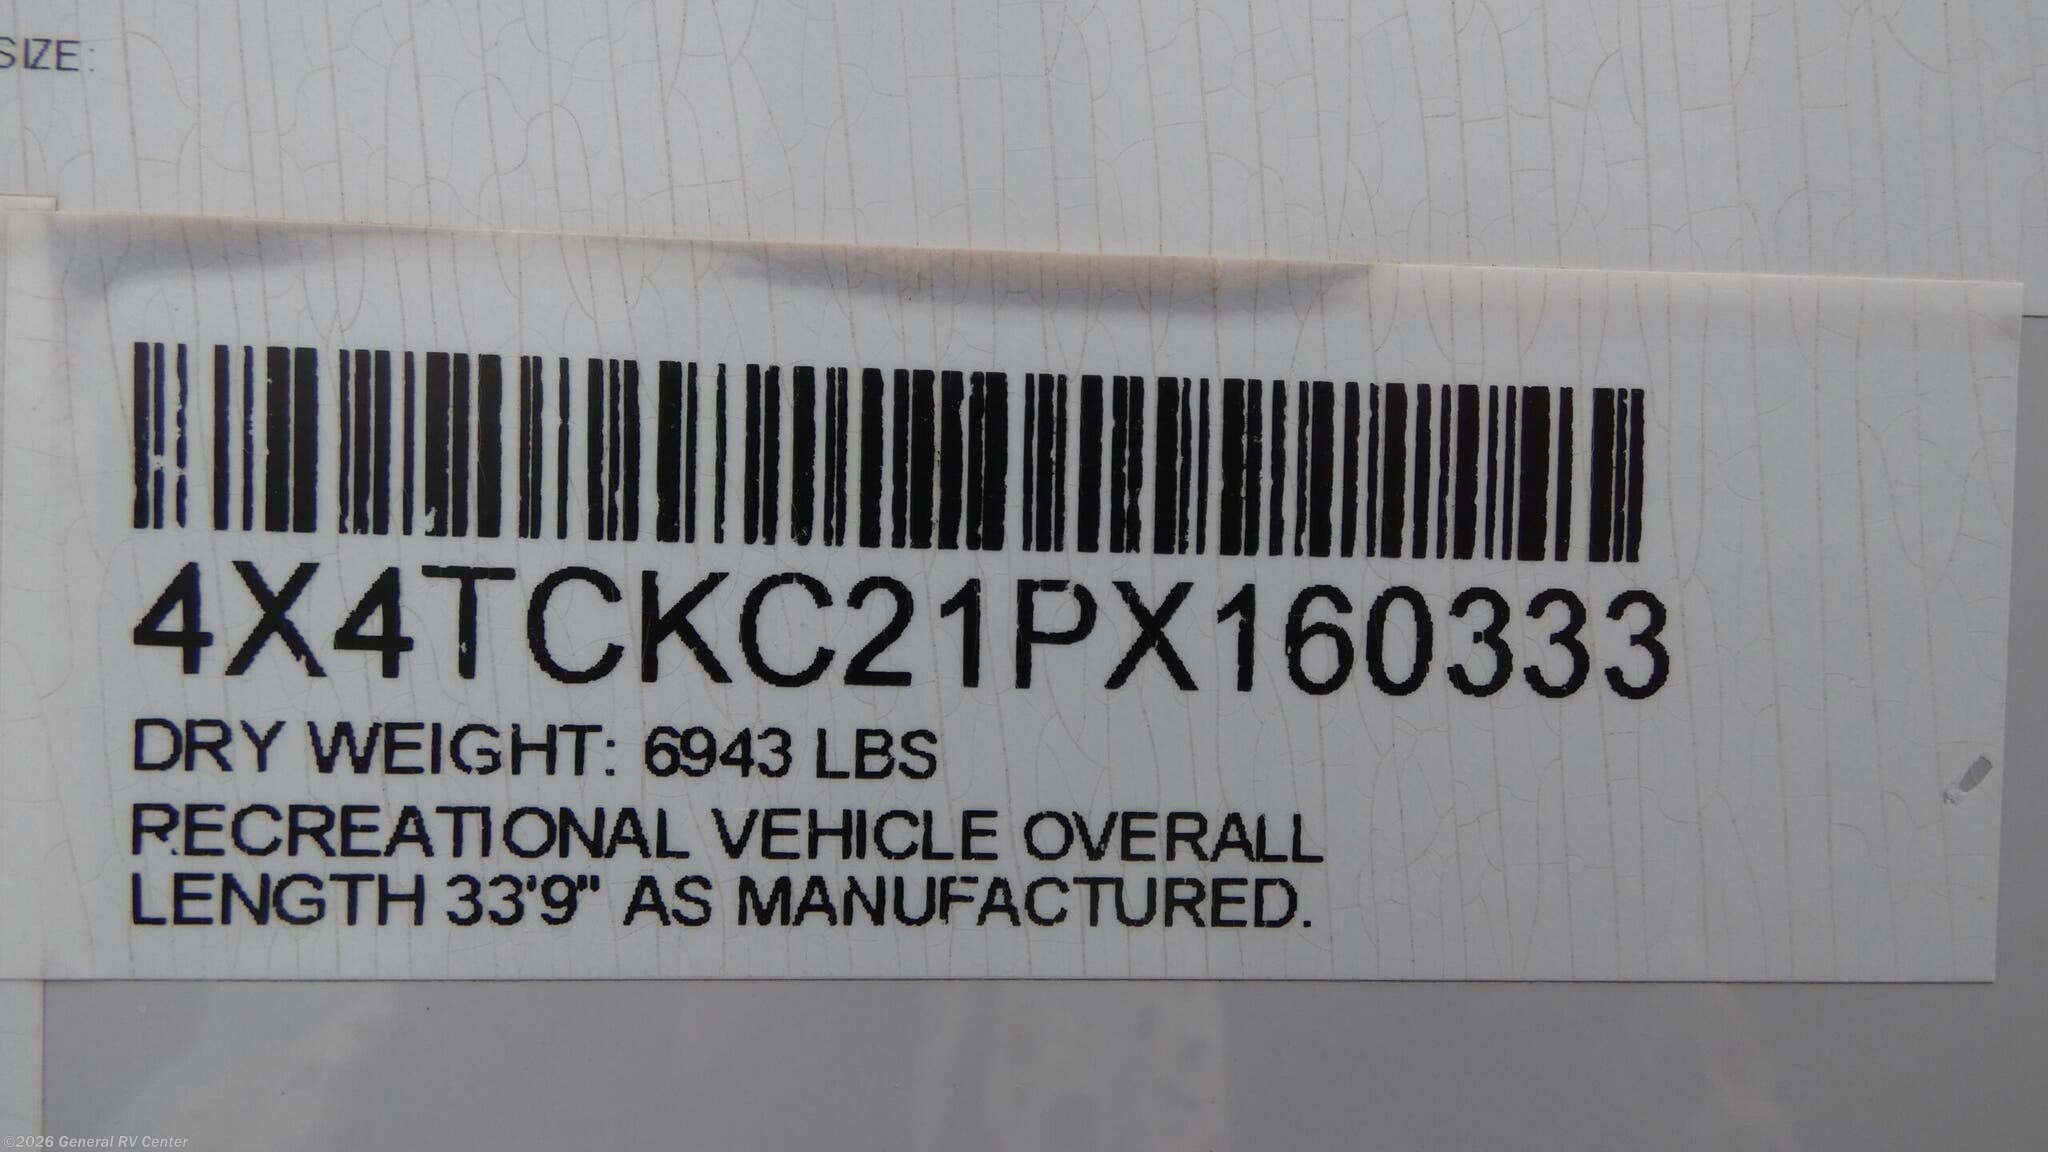 SIZE:
4X4TCKC21PX160333
DRY WEIGHT: 6943 LBS
RECREATIONAL VEHICLE OVERALL
LENGTH 33'9" AS MANUFACTURED.
©2026 General RV Center